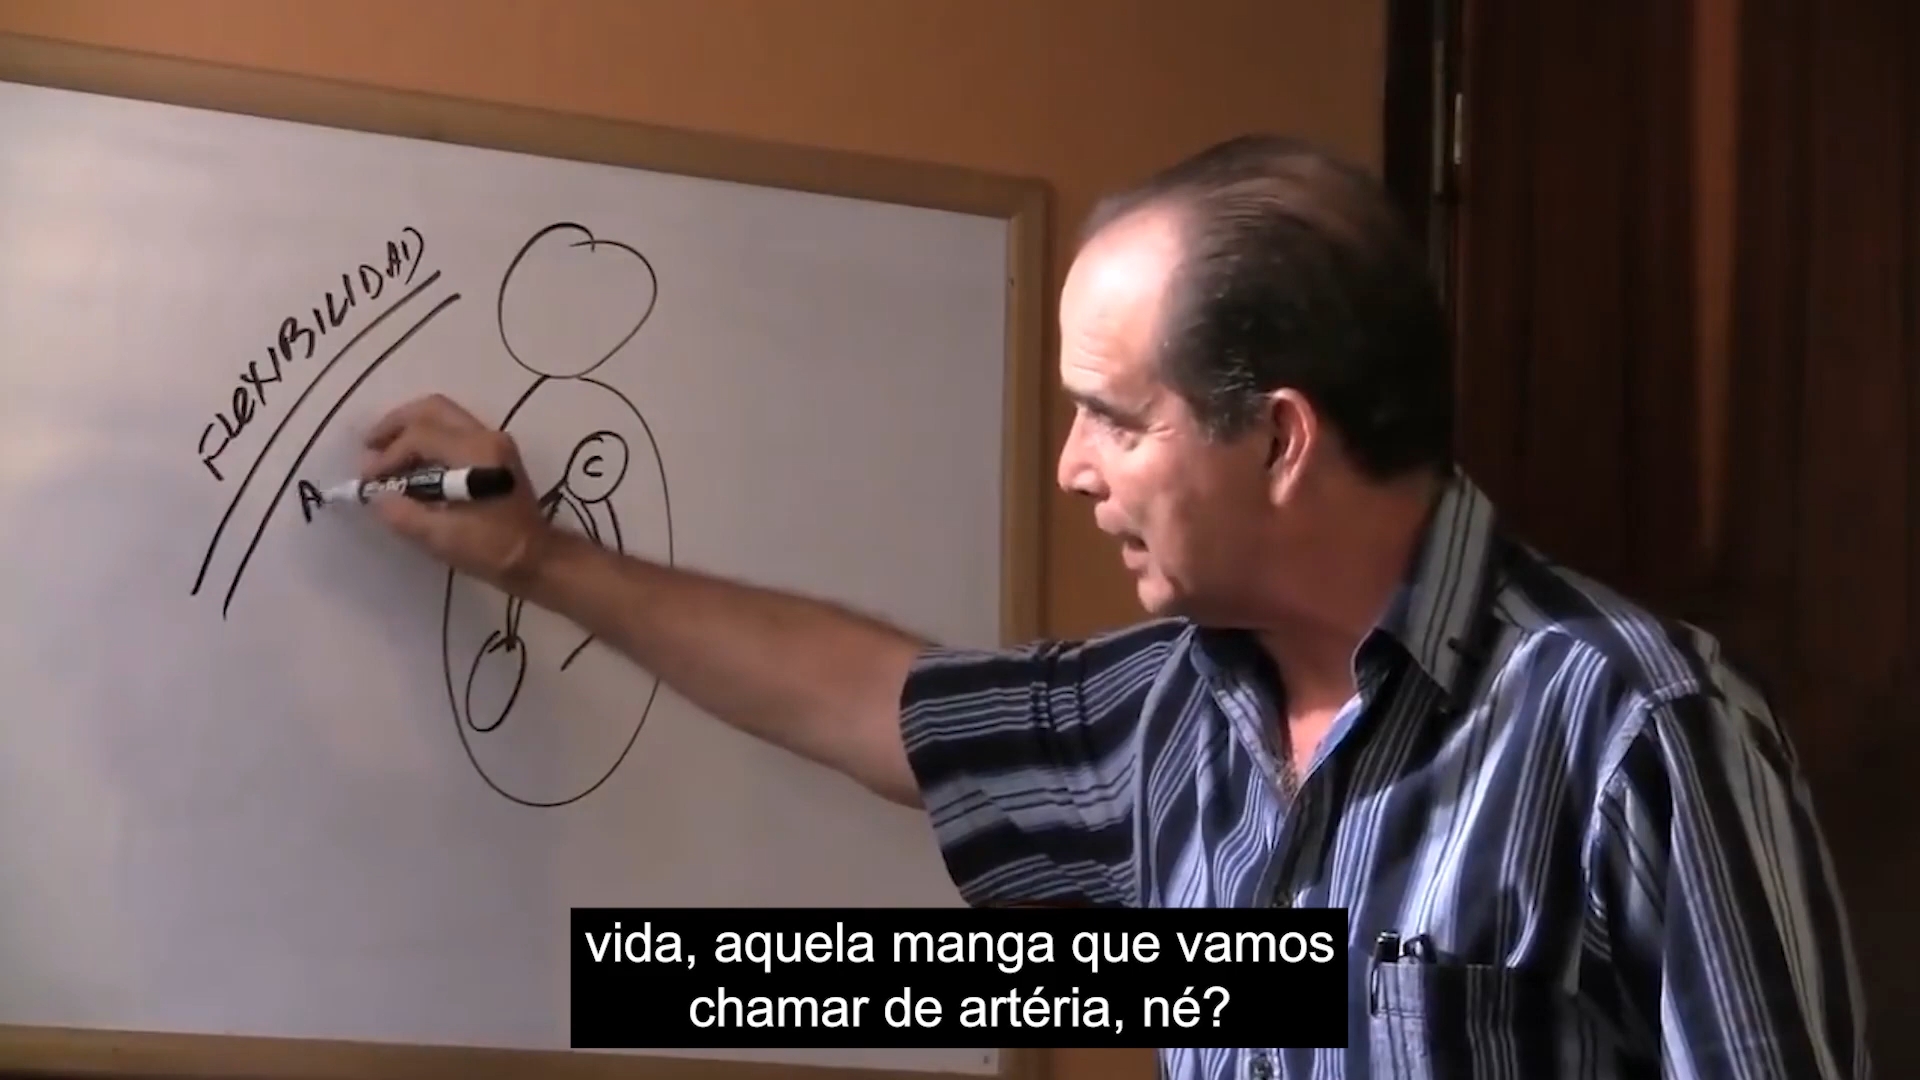 FLEXIBILIDAD
A
C
vida, aquela manga que vamos
chamar de artéria, né?